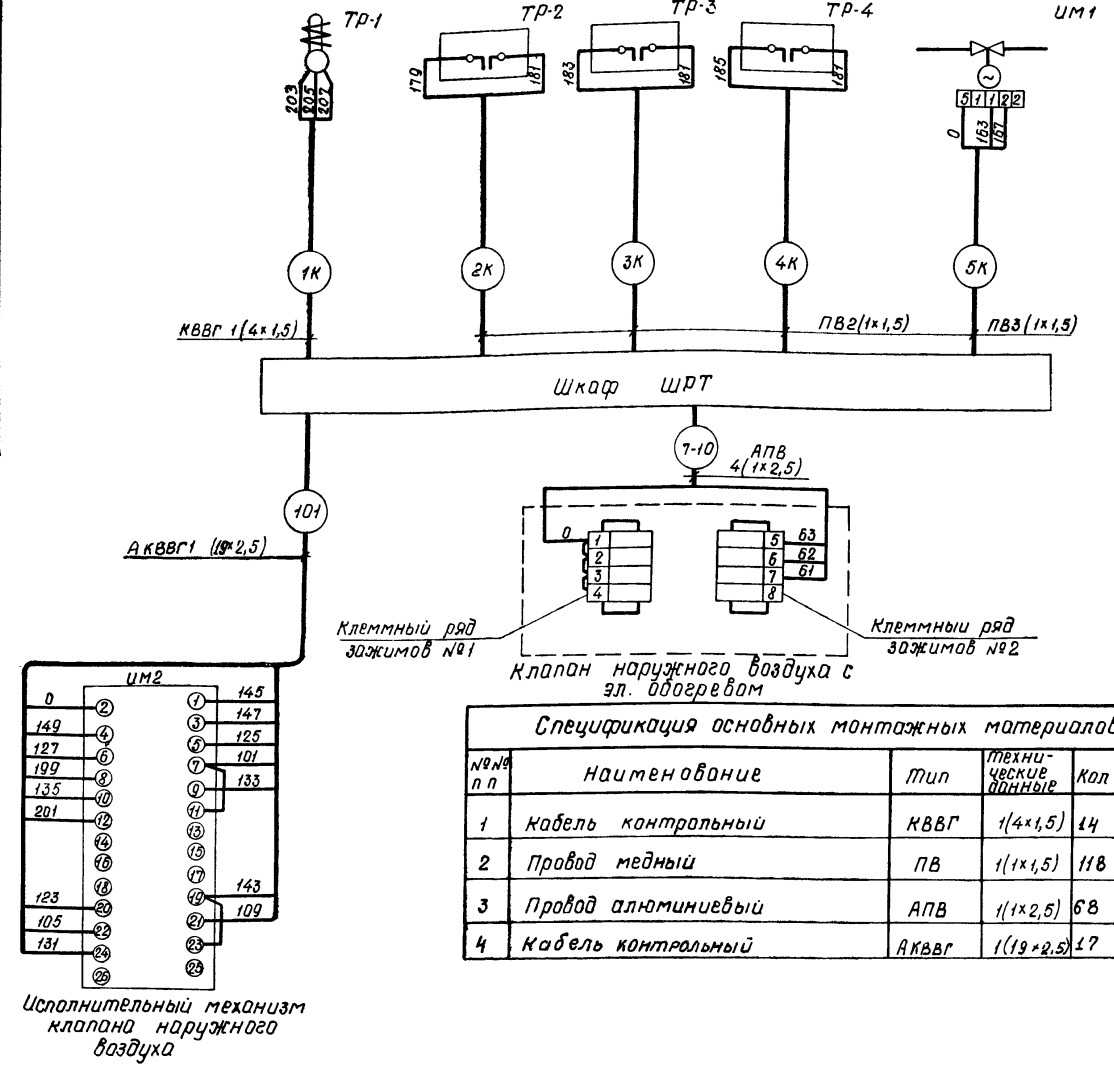 ТР-1
ТР-2
ТР-3
ТР-4
ИМ1
203
205
207
179
181
183
181
185
181
~
5 1 1 2 2
0
163
167
1К
2К
3К
4К
5К
КВВГ 1(4×1,5)
ПВ2(1×1,5)
ПВ3(1×1,5)
Шкаф ШРТ
7-10
АПВ
4(1×2,5)
101
АКВВГ1 (19×2,5)
0
1
2
3
4
5
6
7
8
63
62
61
Клеммный ряд
зажимов №1
Клеммный ряд
зажимов №2
Клапан наружного воздуха с
эл. обогревом
ИМ2
0
149
127
199
135
201
123
105
131
2
4
6
8
10
12
14
16
18
20
22
24
26
1
3
5
7
9
11
13
15
17
19
21
23
25
145
147
125
101
133
143
109
Исполнительный механизм
клапана наружного
воздуха
Спецификация основных монтажных материалов
№№ п п Наименование Тип Техни-ческие данные Кол
1 Кабель контрольный КВВГ 1(4×1,5) 14
2 Провод медный ПВ 1(1×1,5) 118
3 Провод алюминиевый АПВ 1(1×2,5) 68
4 Кабель контрольный АКВВГ 1(19×2,5) 17